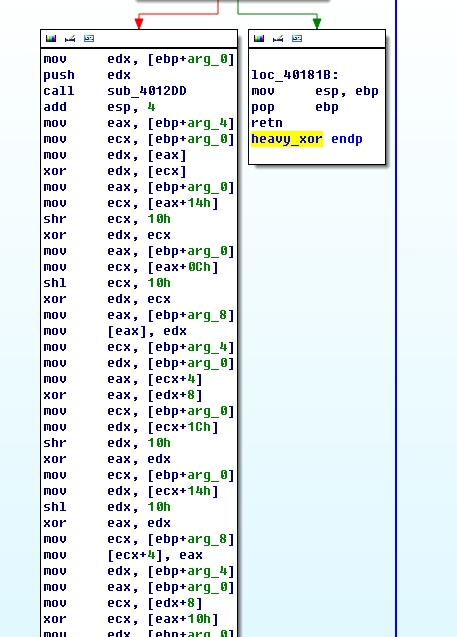 mov edx, [ebp+arg_0]
push edx
call sub_4012DD
add esp, 4
mov eax, [ebp+arg_4]
mov ecx, [ebp+arg_0]
mov edx, [eax]
xor edx, [ecx]
mov eax, [ebp+arg_0]
mov ecx, [eax+14h]
shr ecx, 10h
xor edx, ecx
mov eax, [ebp+arg_0]
mov ecx, [eax+0Ch]
shl ecx, 10h
xor edx, ecx
mov eax, [ebp+arg_8]
mov [eax], edx
mov ecx, [ebp+arg_4]
mov edx, [ebp+arg_0]
mov eax, [ecx+4]
xor eax, [edx+8]
mov ecx, [ebp+arg_0]
mov edx, [ecx+1Ch]
shr edx, 10h
xor eax, edx
mov ecx, [ebp+arg_0]
mov edx, [ecx+14h]
shl edx, 10h
xor eax, edx
mov ecx, [ebp+arg_8]
mov [ecx+4], eax
mov edx, [ebp+arg_4]
mov eax, [ebp+arg_0]
mov ecx, [edx+8]
xor ecx, [eax+10h]
mov edx, [ebp+arg_0]
loc_40181B:
mov esp, ebp
pop ebp
retn
heavy_xor endp